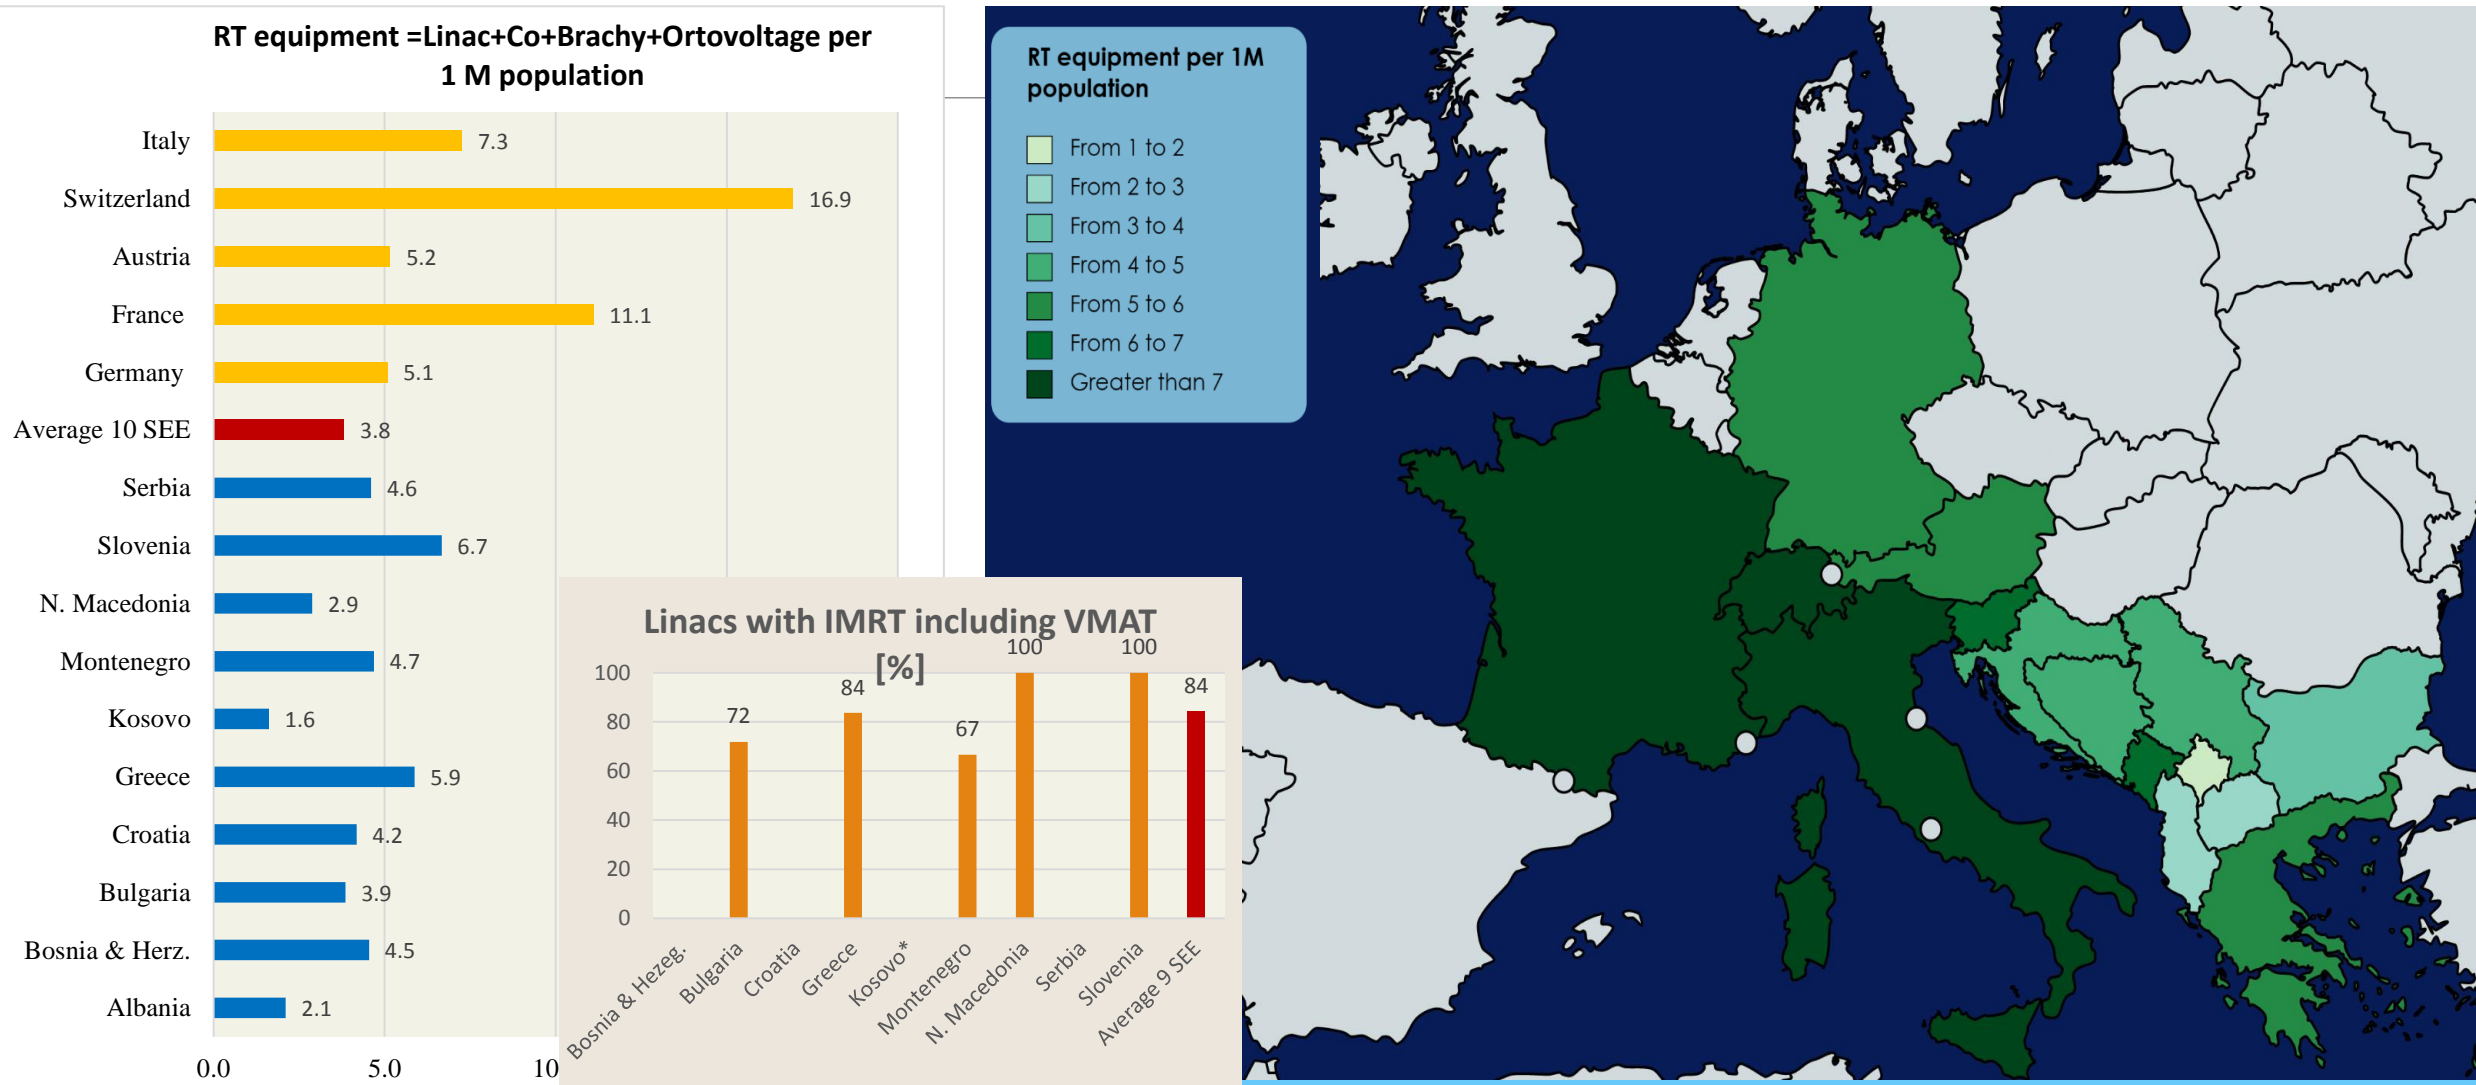 RT equipment =Linac+Co+Brachy+Ortovoltage per
1 M population
Italy 7.3
Switzerland 16.9
Austria 5.2
France 11.1
Germany 5.1
Average 10 SEE 3.8
Serbia 4.6
Slovenia 6.7
N. Macedonia 2.9
Montenegro 4.7
Kosovo 1.6
Greece 5.9
Croatia 4.2
Bulgaria 3.9
Bosnia & Herz. 4.5
Albania 2.1
0.0 5.0 10
Linacs with IMRT including VMAT
[%]
100
80
60
40
20
0
72
84
67
100
100
84
Bosnia & Hezeg.
Bulgaria
Croatia
Greece
Kosovo*
Montenegro
N. Macedonia
Serbia
Slovenia
Average 9 SEE
RT equipment per 1M
population
From 1 to 2
From 2 to 3
From 3 to 4
From 4 to 5
From 5 to 6
From 6 to 7
Greater than 7